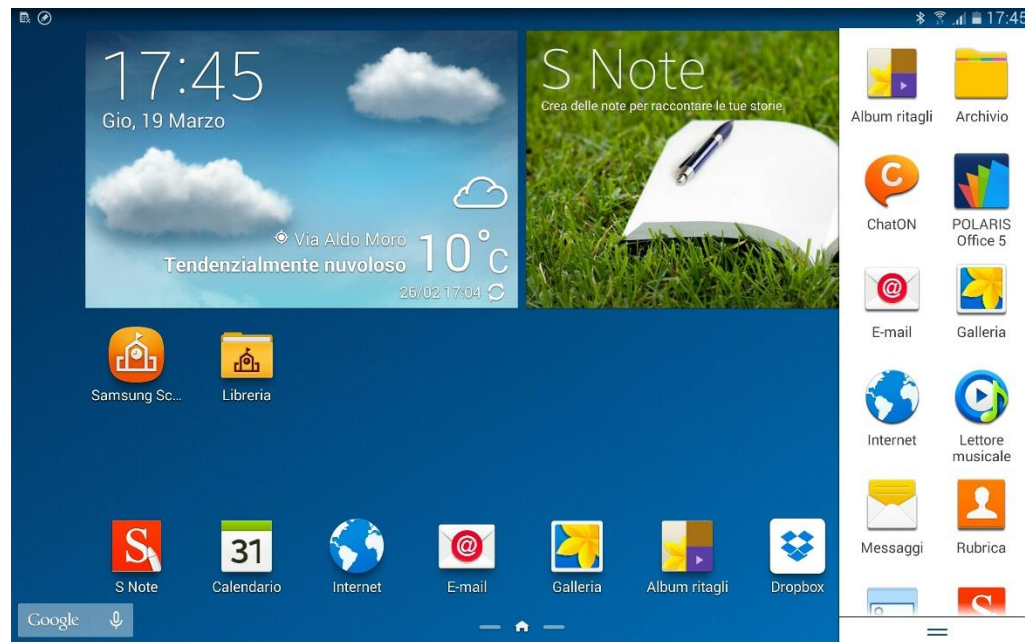 17:45
17:45
Gio, 19 Marzo
Via Aldo Moro
Tendenzialmente nuvoloso
10°C
26/02 17:04
S Note
Crea delle note per raccontare le tue storie.
Album ritagli
Archivio
C
ChatON
POLARIS
Office 5
@
E-mail
Galleria
Internet
Lettore
musicale
Messaggi
Rubrica
S
Samsung Sc...
Libreria
S
S Note
31
Calendario
Internet
@
E-mail
Galleria
Album ritagli
Dropbox
Google